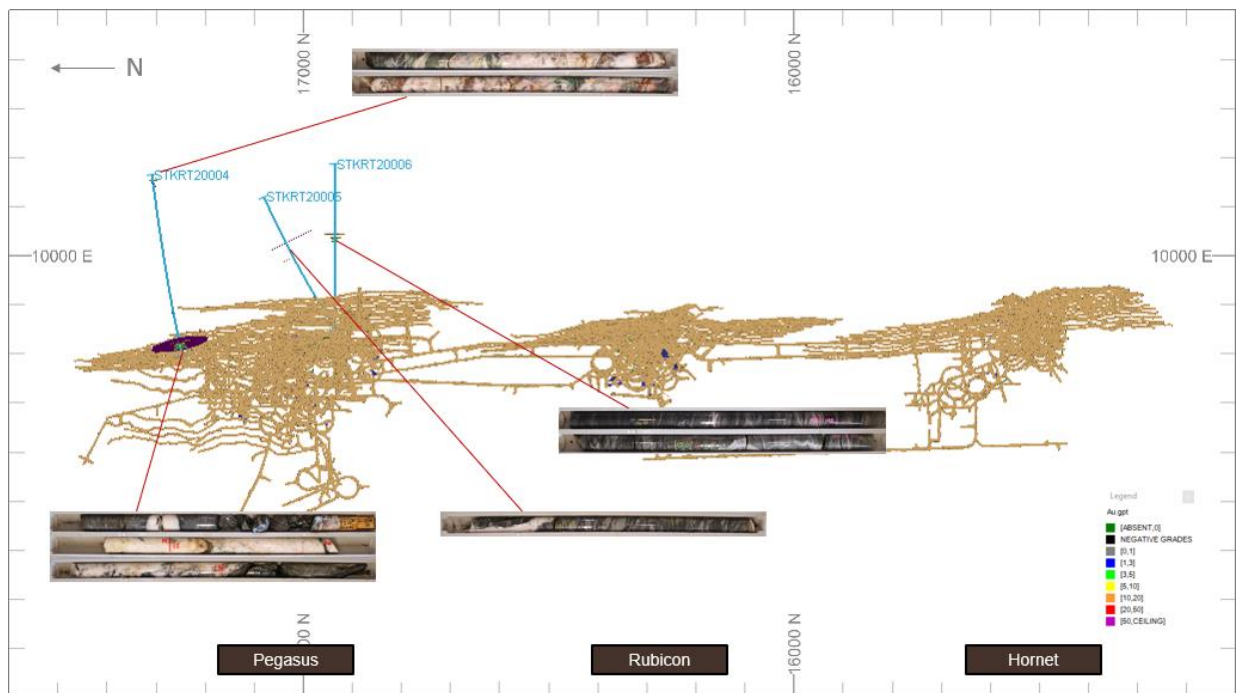 N
17000 N
16000 N
STKRT20004
STKRT20005
STKRT20006
10000 E
10000 E
Legend
Au.gpt
[ABSENT,0]
NEGATIVE GRADES
[0,1]
[1,3]
[3,5]
[5,10]
[10,20]
[20,50]
[50,CEILING]
0 N
16000 N
Pegasus
Rubicon
Hornet